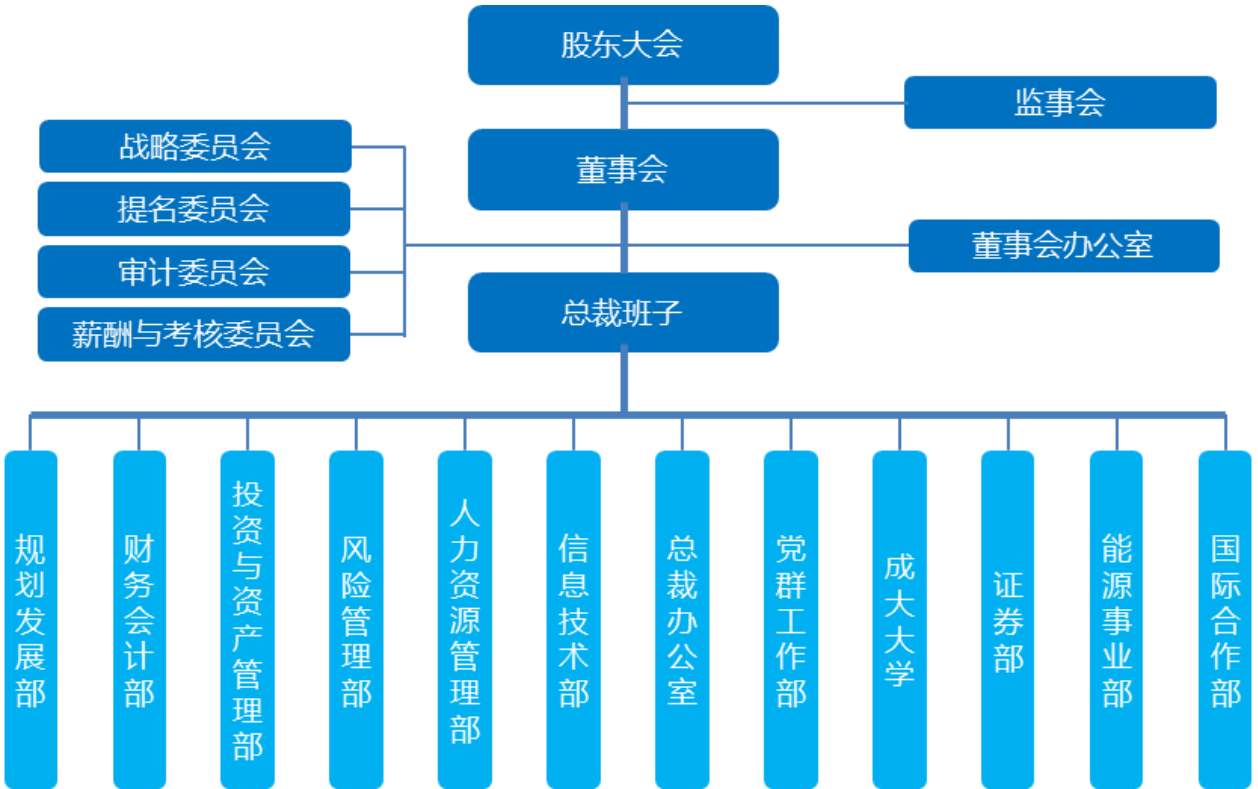 股东大会
监事会
战略委员会
董事会
提名委员会
董事会办公室
审计委员会
总裁班子
薪酬与考核委员会
规划发展部
财务会计部
投资与资产管理部
风险管理部
人力资源管理部
信息技术部
总裁办公室
党群工作部
成大大学
证券部
能源事业部
国际合作部